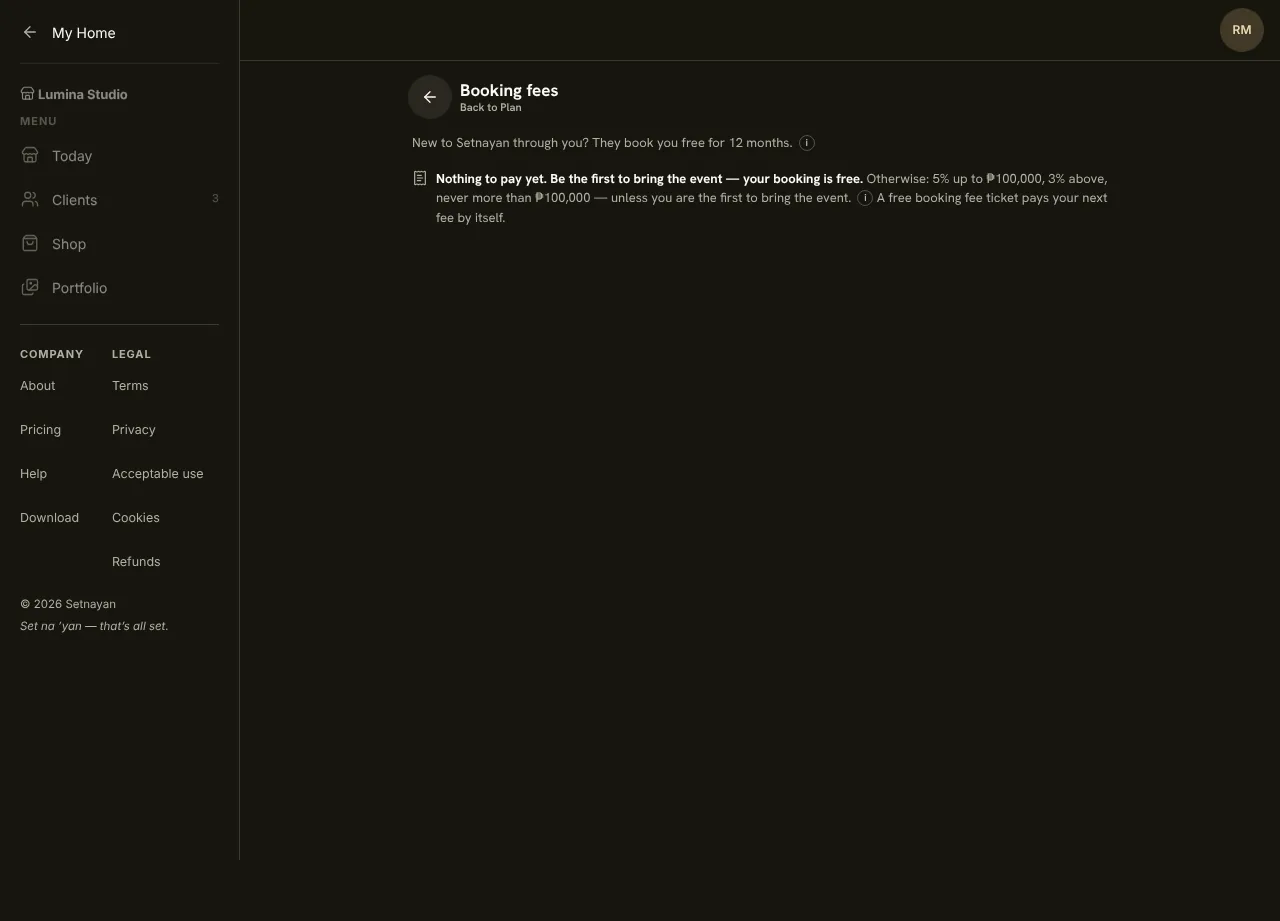 My Home
RM
Lumina Studio
MENU
Today
Clients 3
Shop
Portfolio
COMPANY LEGAL
About Terms
Pricing Privacy
Help Acceptable use
Download Cookies
Refunds
© 2026 Setnayan
Set na 'yan — that's all set.
Booking fees
Back to Plan
New to Setnayan through you? They book you free for 12 months. i
Nothing to pay yet. Be the first to bring the event — your booking is free. Otherwise: 5% up to ₱100,000, 3% above,
never more than ₱100,000 — unless you are the first to bring the event. i A free booking fee ticket pays your next
fee by itself.